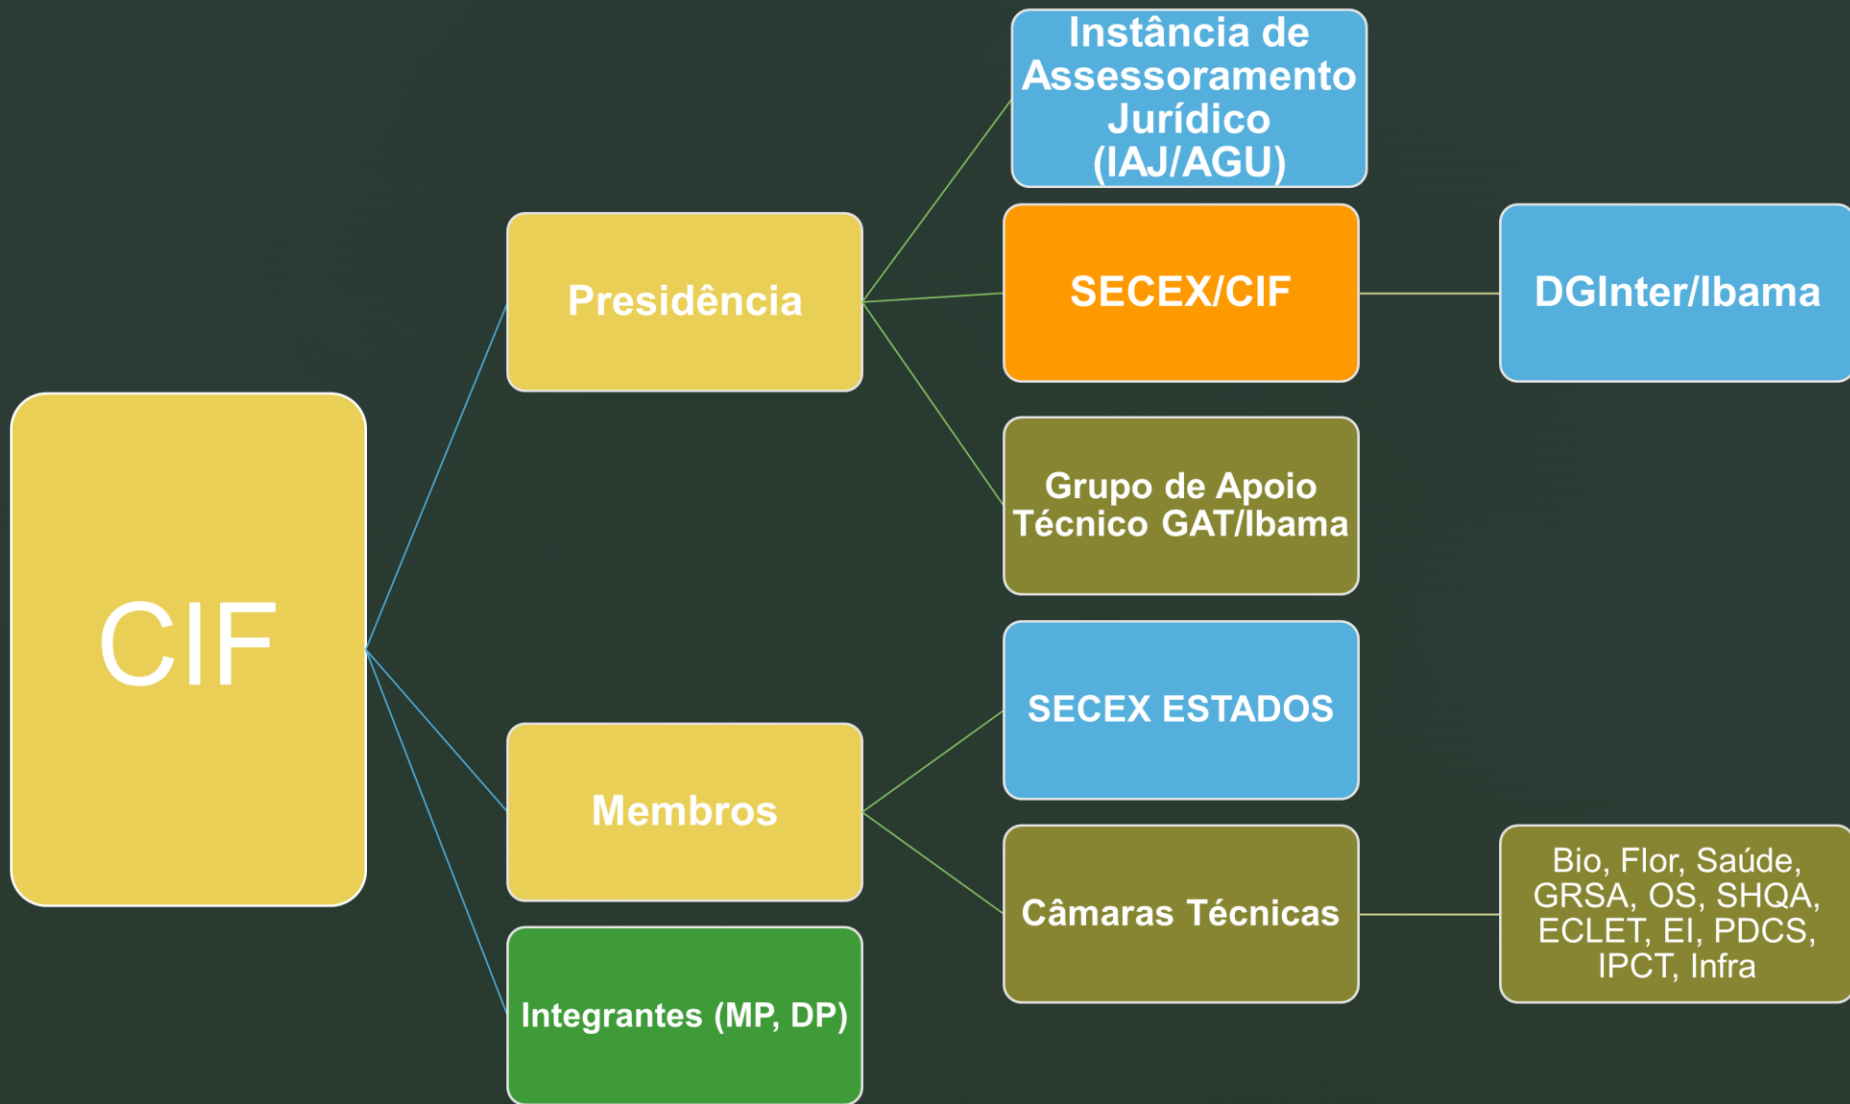 CIF
Presidência
Instância de
Assessoramento
Jurídico
(IAJ/AGU)
SECEX/CIF
DGInter/Ibama
Grupo de Apoio
Técnico GAT/Ibama
Membros
SECEX ESTADOS
Câmaras Técnicas
Bio, Flor, Saúde,
GRSA, OS, SHQA,
ECLET, EI, PDCS,
IPCT, Infra
Integrantes (MP, DP)